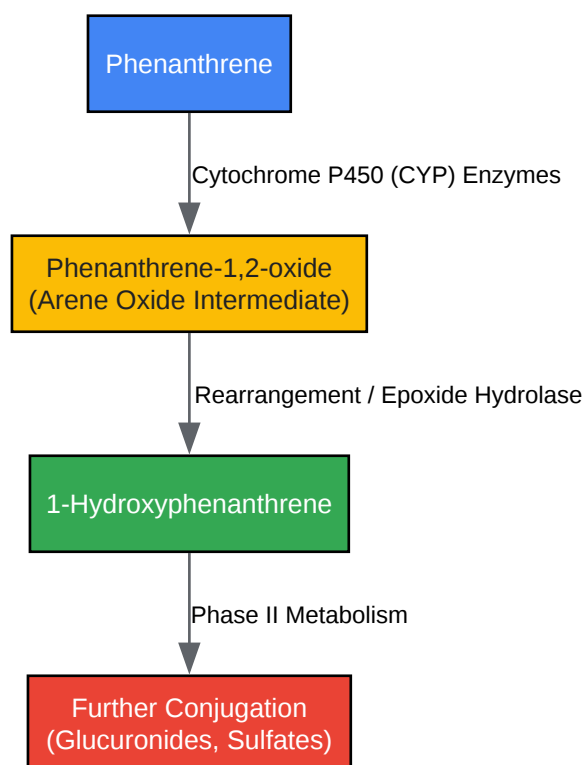 Phenanthrene
Cytochrome P450 (CYP) Enzymes
Phenanthrene-1,2-oxide
(Arene Oxide Intermediate)
Rearrangement / Epoxide Hydrolase
1-Hydroxyphenanthrene
Phase II Metabolism
Further Conjugation
(Glucuronides, Sulfates)